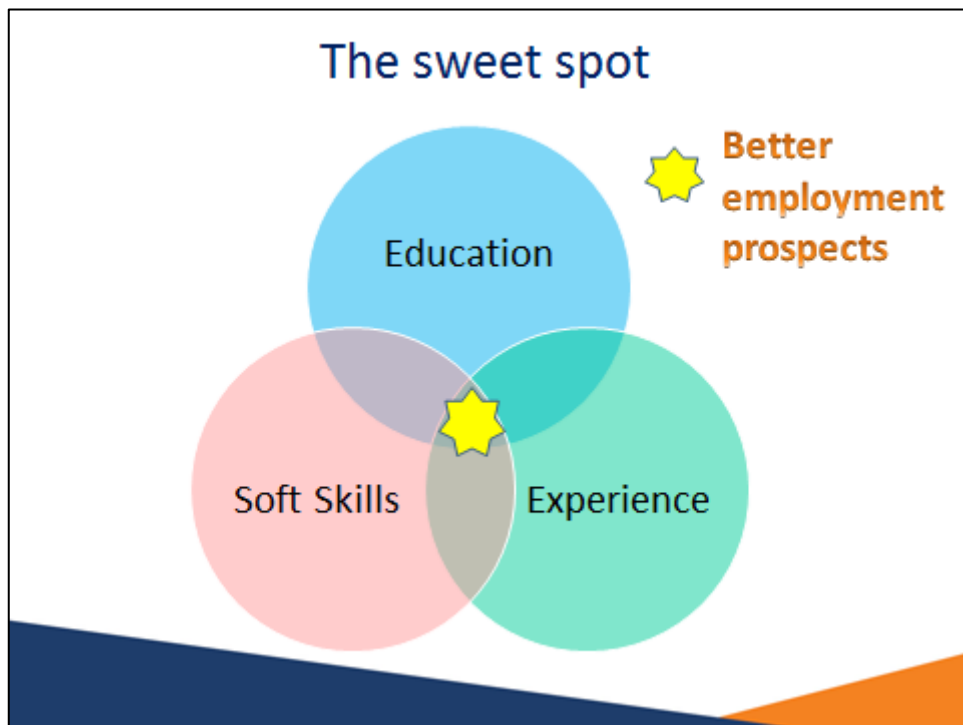 The sweet spot
Better
employment
prospects
Education
Soft Skills
Experience